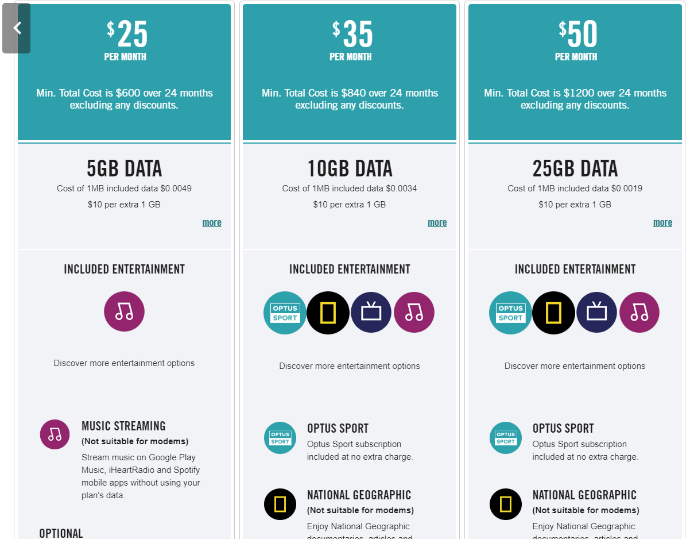 $25
PER MONTH
Min. Total Cost is $600 over 24 months
excluding any discounts.
5GB DATA
Cost of 1MB included data $0.0049
$10 per extra 1 GB
more
INCLUDED ENTERTAINMENT
Discover more entertainment options
MUSIC STREAMING
(Not suitable for modems)
Stream music on Google Play
Music, iHeartRadio and Spotify
mobile apps without using your
plan's data.
OPTIONAL
$35
PER MONTH
Min. Total Cost is $840 over 24 months
excluding any discounts.
10GB DATA
Cost of 1MB included data $0.0034
$10 per extra 1 GB
more
INCLUDED ENTERTAINMENT
OPTUS
SPORT
Discover more entertainment options
OPTUS
SPORT
OPTUS SPORT
Optus Sport subscription
included at no extra charge.
NATIONAL GEOGRAPHIC
(Not suitable for modems)
Enjoy National Geographic
documentaries, articles and
$50
PER MONTH
Min. Total Cost is $1200 over 24 months
excluding any discounts.
25GB DATA
Cost of 1MB included data $0.0019
$10 per extra 1 GB
more
INCLUDED ENTERTAINMENT
OPTUS
SPORT
Discover more entertainment options
OPTUS
SPORT
OPTUS SPORT
Optus Sport subscription
included at no extra charge.
NATIONAL GEOGRAPHIC
(Not suitable for modems)
Enjoy National Geographic
documentaries, articles and